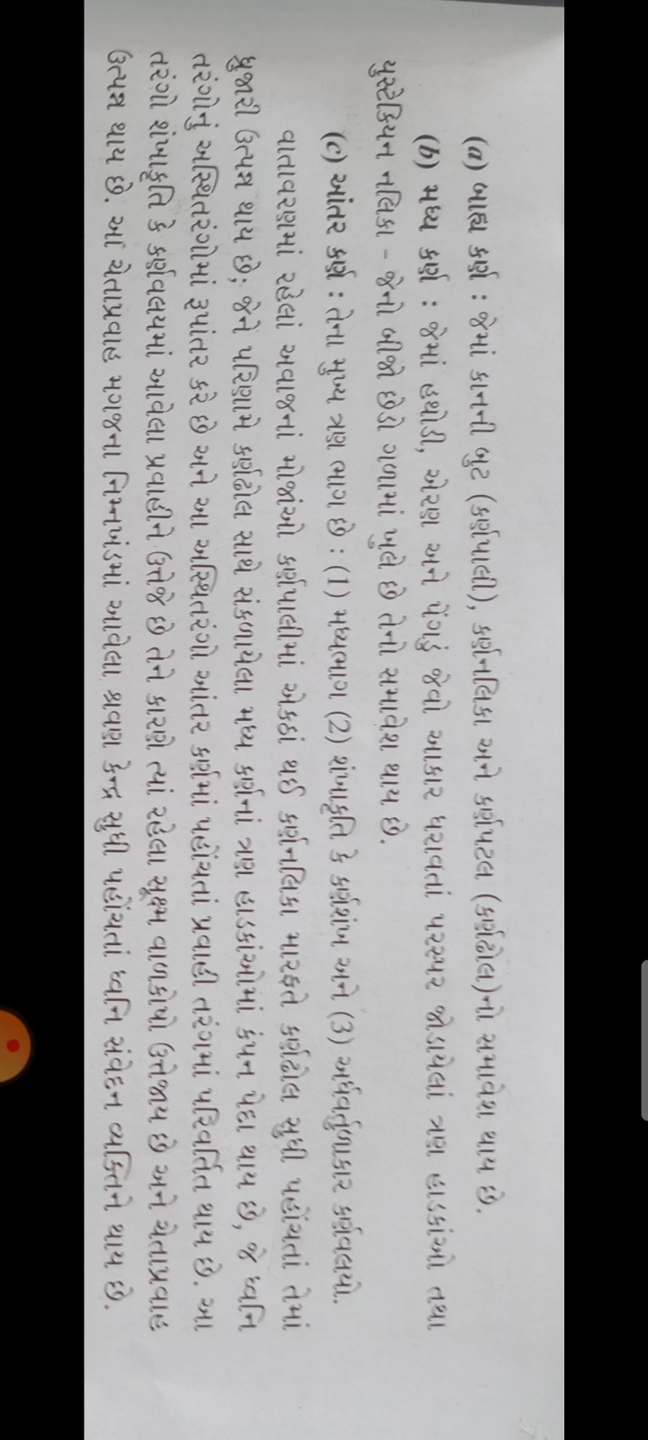 (a) બાહ્ય કર્ણ : જેમાં કાનની બુટ (કર્ણપાલી), કર્ણનલિકા અને કર્ણપટલ (કર્ણઢોલ)નો સમાવેશ થાય છે.
(b) મધ્ય કર્ણ : જેમાં હથોડી, એરણ અને પેંગડું જેવો આકાર ધરાવતાં પરસ્પર જોડાયેલાં ત્રણ હાડકાંઓ તથા
યુસ્ટેકિયન નલિકા - જેનો બીજો છેડો ગળામાં ખુલે છે તેનો સમાવેશ થાય છે.
(c) આંતર કર્ણ : તેના મુખ્ય ત્રણ ભાગ છે : (1) મધ્યભાગ (2) શંખાકૃતિ કે કર્ણશંખ અને (3) અર્ધવર્તુળાકાર કર્ણવલયો.
વાતાવરણમાં રહેલાં અવાજનાં મોજાંઓ કર્ણપાલીમાં એકઠાં થઈ કર્ણનલિકા મારફતે કર્ણઢોલ સુધી પહોંચતાં તેમાં
ધ્રુજારી ઉત્પન્ન થાય છે; જેને પરિણામે કર્ણઢોલ સાથે સંકળાયેલા મધ્ય કર્ણનાં ત્રણ હાડકાંઓમાં કંપન પેદા થાય છે, જે ધ્વનિ
તરંગોનું અસ્થિતરંગોમાં રૂપાંતર કરે છે અને આ અસ્થિતરંગો આંતર કર્ણમાં પહોંચતાં પ્રવાહી તરંગમાં પરિવર્તિત થાય છે. આ
તરંગો શંખાકૃતિ કે કર્ણવલયમાં આવેલા પ્રવાહીને ઉત્તેજે છે તેને કારણે ત્યાં રહેલા સૂક્ષ્મ વાળકોષો ઉત્તેજાય છે અને ચેતાપ્રવાહ
ઉત્પન્ન થાય છે. આ ચેતાપ્રવાહ મગજના નિમ્નખંડમાં આવેલા શ્રવણ કેન્દ્ર સુધી પહોંચતાં ધ્વનિ સંવેદન વ્યક્તિને થાય છે.